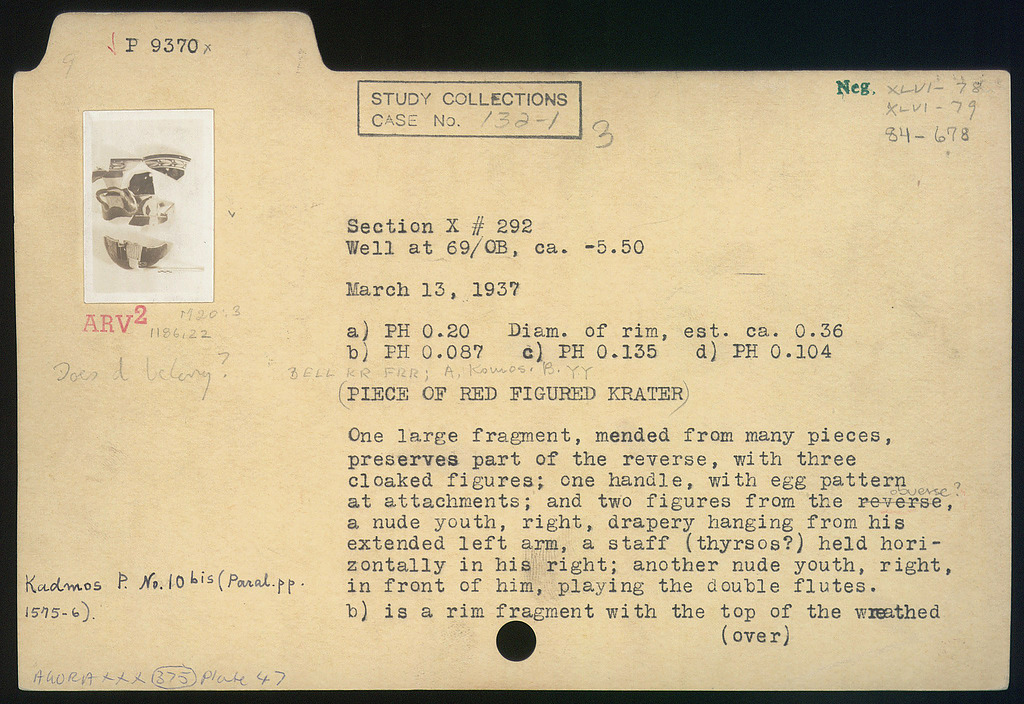 P 9370 x
STUDY COLLECTIONS
CASE No. 132-1
3
Neg. XLVI- 78
XLVI-79
84-678
Section X # 292
Well at 69/OB, ca. -5.50
March 13, 1937
a) PH 0.20 Diam. of rim, est. ca. 0.36
b) PH 0.087 c) PH 0.135 d) PH 0.104
ARV2
1186,22
Does d belong?
BELL KR FRR; A, Komos. B. YY
(PIECE OF RED FIGURED KRATER)
One large fragment, mended from many pieces,
preserves part of the reverse, with three
cloaked figures; one handle, with egg pattern
obverse?
at attachments; and two figures from the reverse,
a nude youth, right, drapery hanging from his
extended left arm, a staff (thyrsos?) held hori-
zontally in his right; another nude youth, right,
in front of him, playing the double flutes.
b) is a rim fragment with the top of the wreathed
(over)
Kadmos P. No. 10 bis (Paral. pp.
1575-6).
AGORA XXX 375 Plate 47